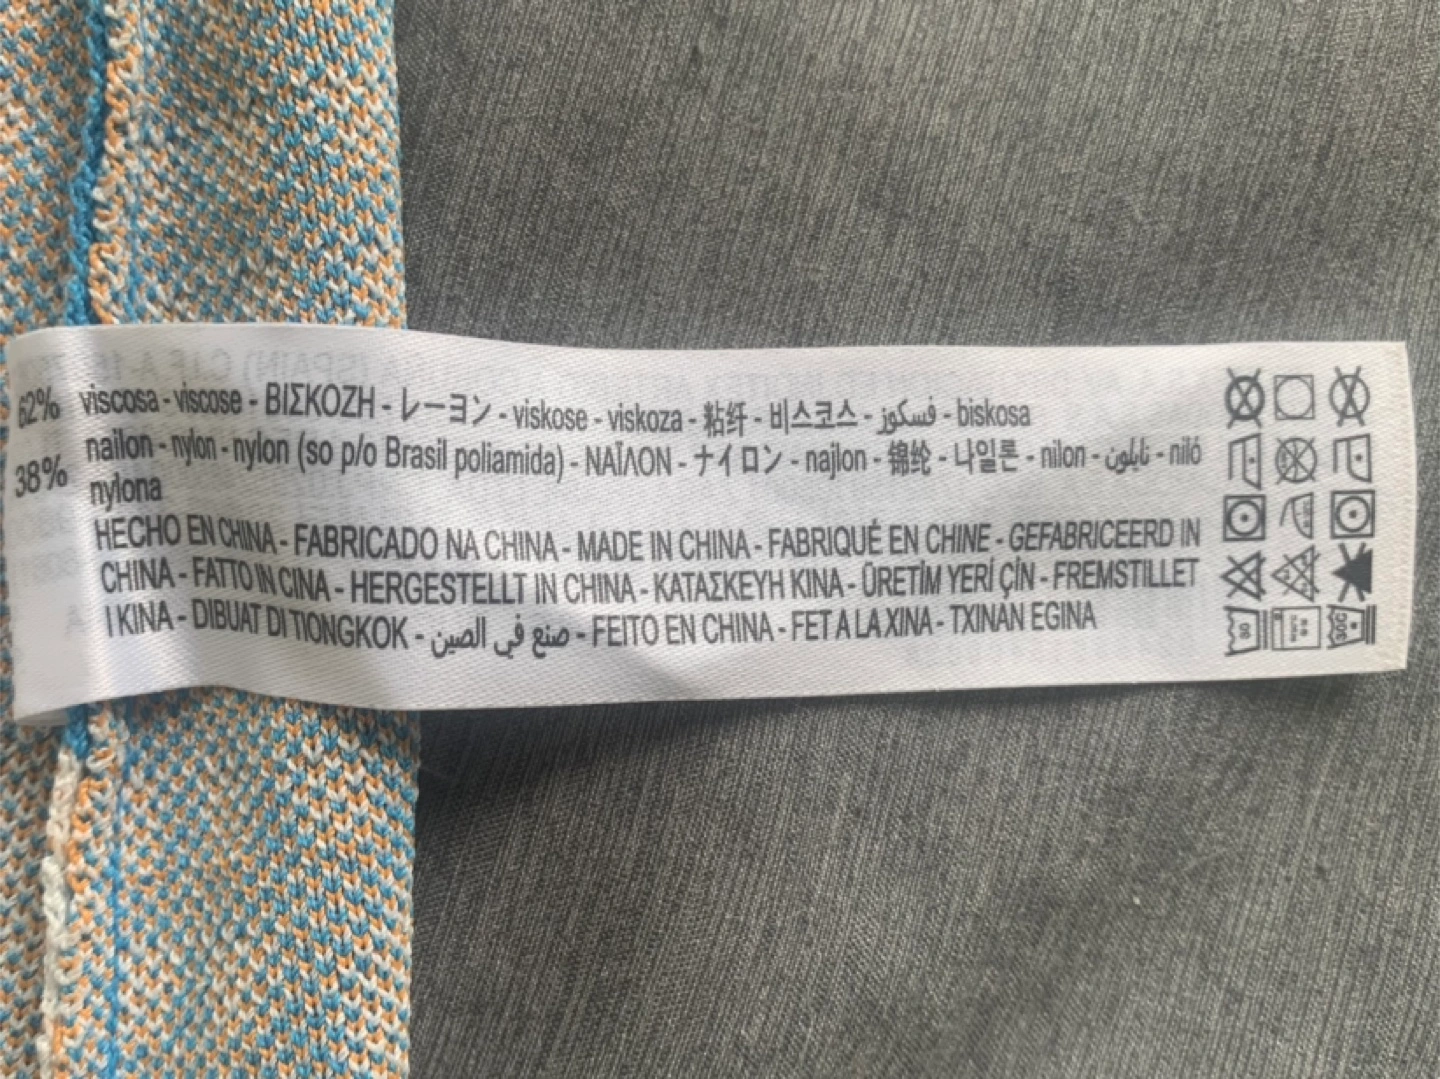 62% viscosa - viscose - ΒΙΣΚΟΖΗ - レーヨン - viskose - viskoza - 粘纤 - 비스코스 - فسكوز - biskosa
38% nailon - nylon - nylon (so p/o Brasil poliamida) - ΝΑΪΛΟΝ - ナイロン - najlon - 锦纶 - 나일론 - nilon - نايلون - niló
nylona
HECHO EN CHINA - FABRICADO NA CHINA - MADE IN CHINA - FABRIQUÉ EN CHINE - GEFABRICEERD IN
CHINA - FATTO IN CINA - HERGESTELLT IN CHINA - ΚΑΤΑΣΚΕΥΗ ΚΙΝΑ - ÜRETİM YERİ ÇİN - FREMSTILLET
I KINA - DIBUAT DI TIONGKOK - صنع في الصين - FEITO EN CHINA - FET A LA XINA - TXINAN EGINA